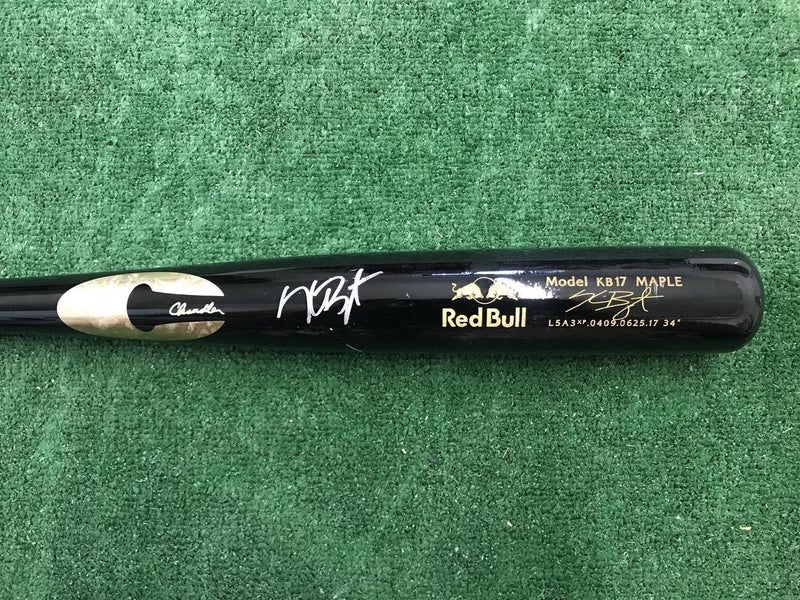 Chandler
Red Bull
Model KB17 MAPLE
L5A3XP.0409.0625.17 34"